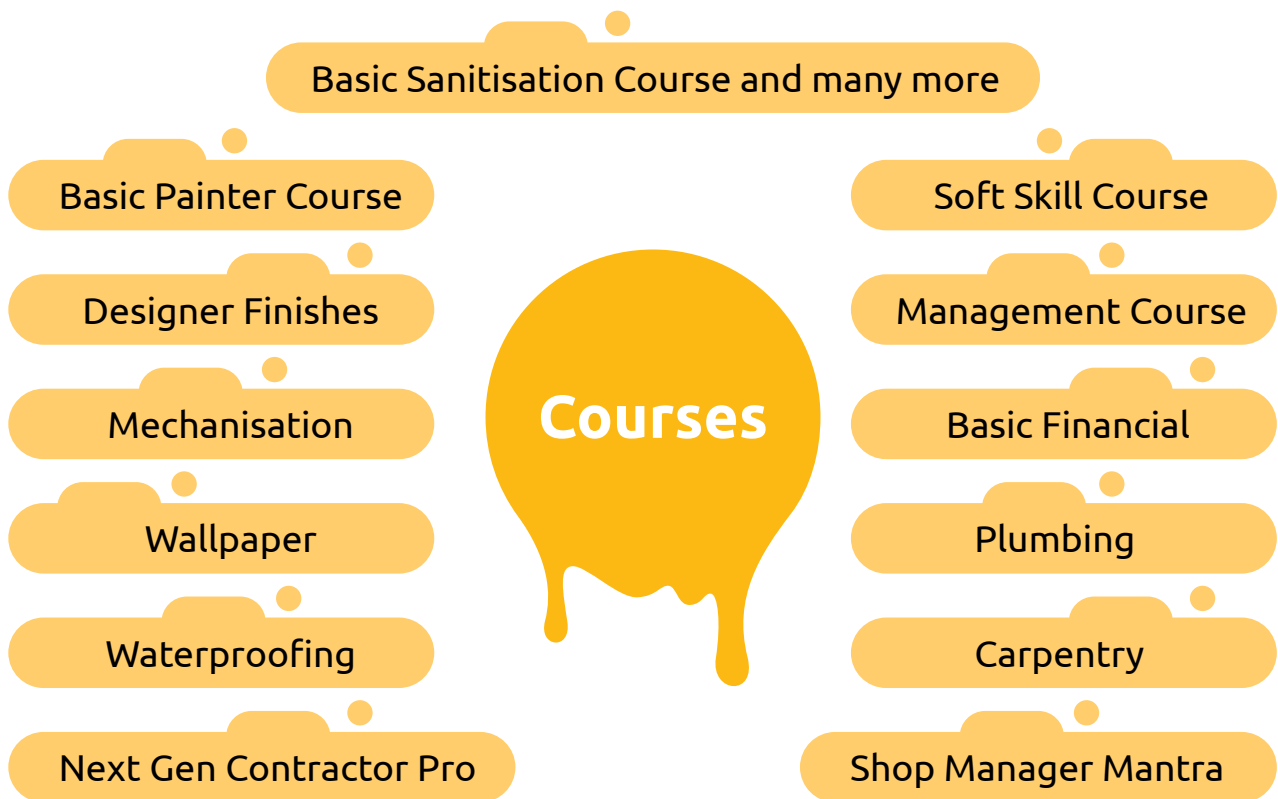 Basic Sanitisation Course and many more
Basic Painter Course
Designer Finishes
Mechanisation
Wallpaper
Waterproofing
Next Gen Contractor Pro
Courses
Soft Skill Course
Management Course
Basic Financial
Plumbing
Carpentry
Shop Manager Mantra